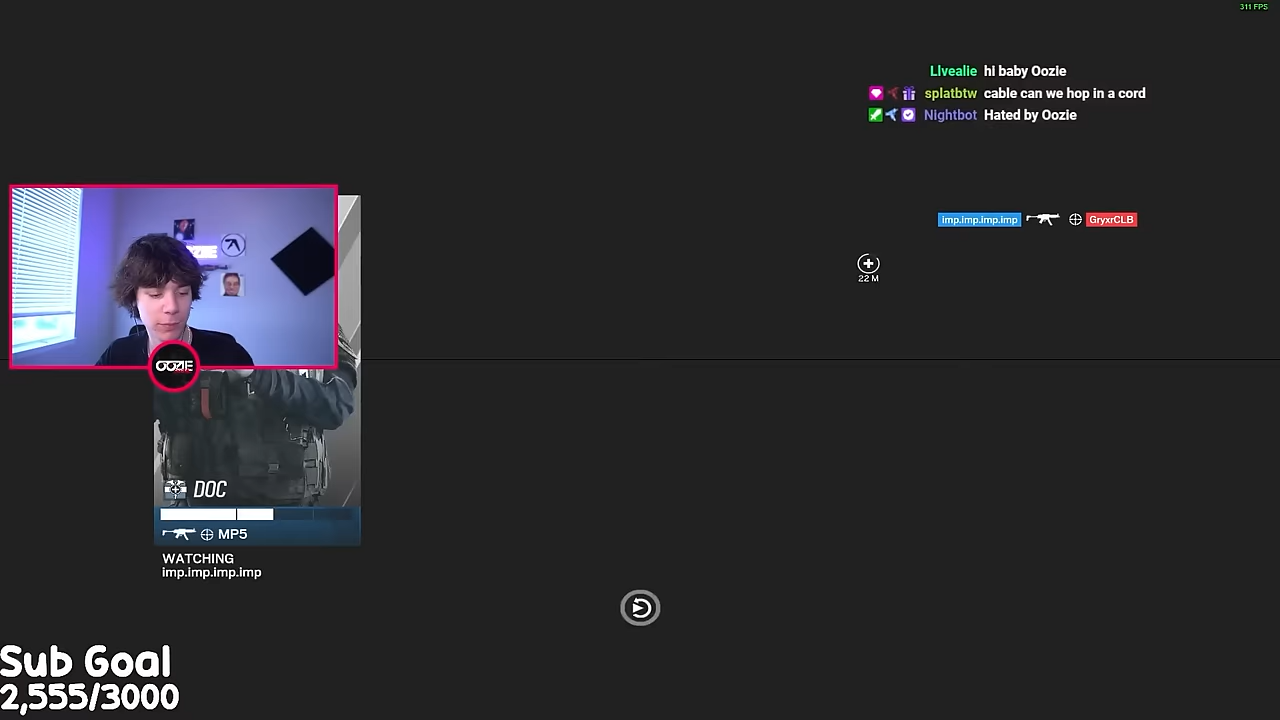 311 FPS
Llvealie hi baby Oozie
splatbtw cable can we hop in a cord
Nightbot Hated by Oozie
imp.imp.imp.imp GryxrCLB
22 M
OOZIE
DOC
MP5
WATCHING
imp.imp.imp.imp
Sub Goal
2,555/3000